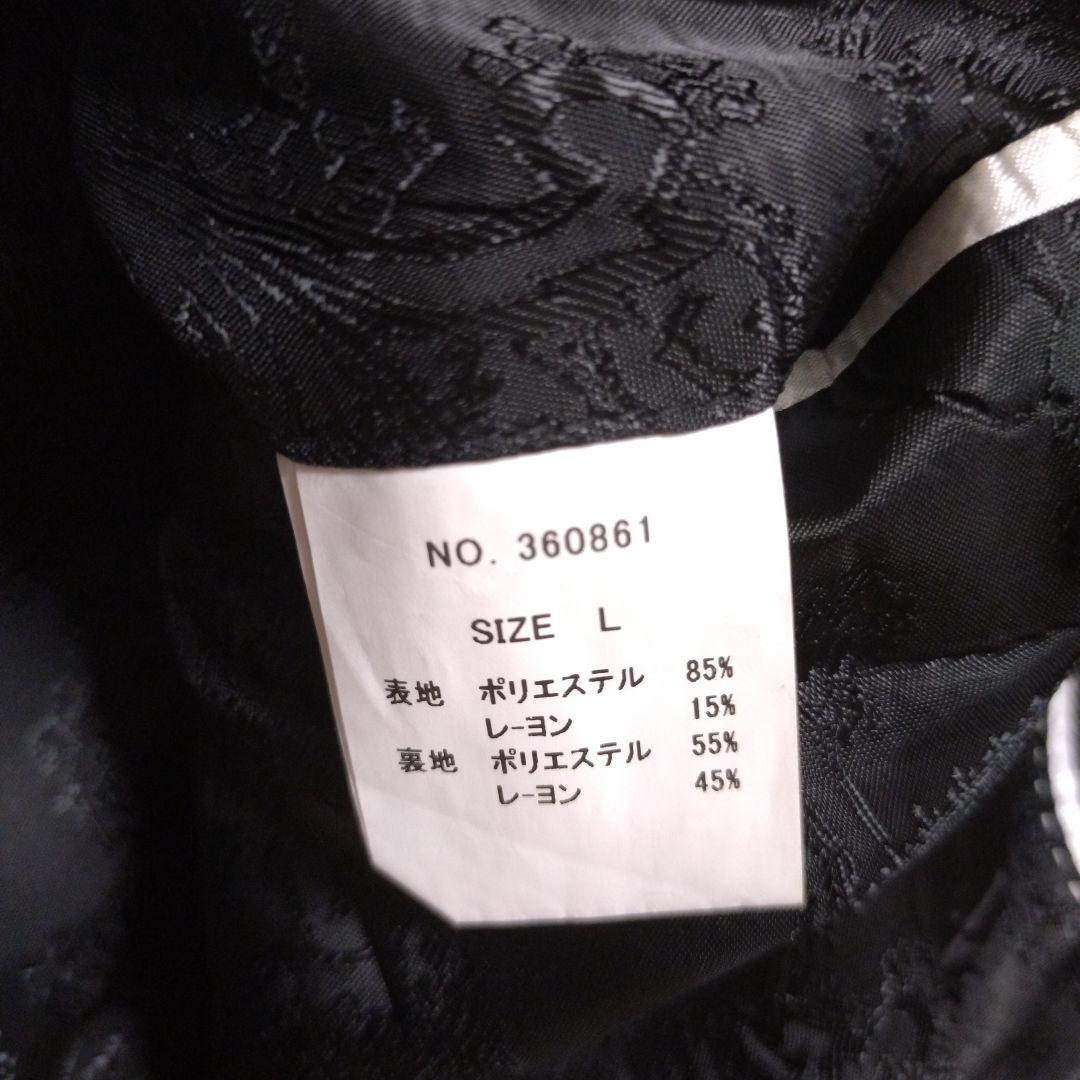 NO. 360861
SIZE L
表地 ポリエステル 85%
レーヨン 15%
裏地 ポリエステル 55%
レーヨン 45%